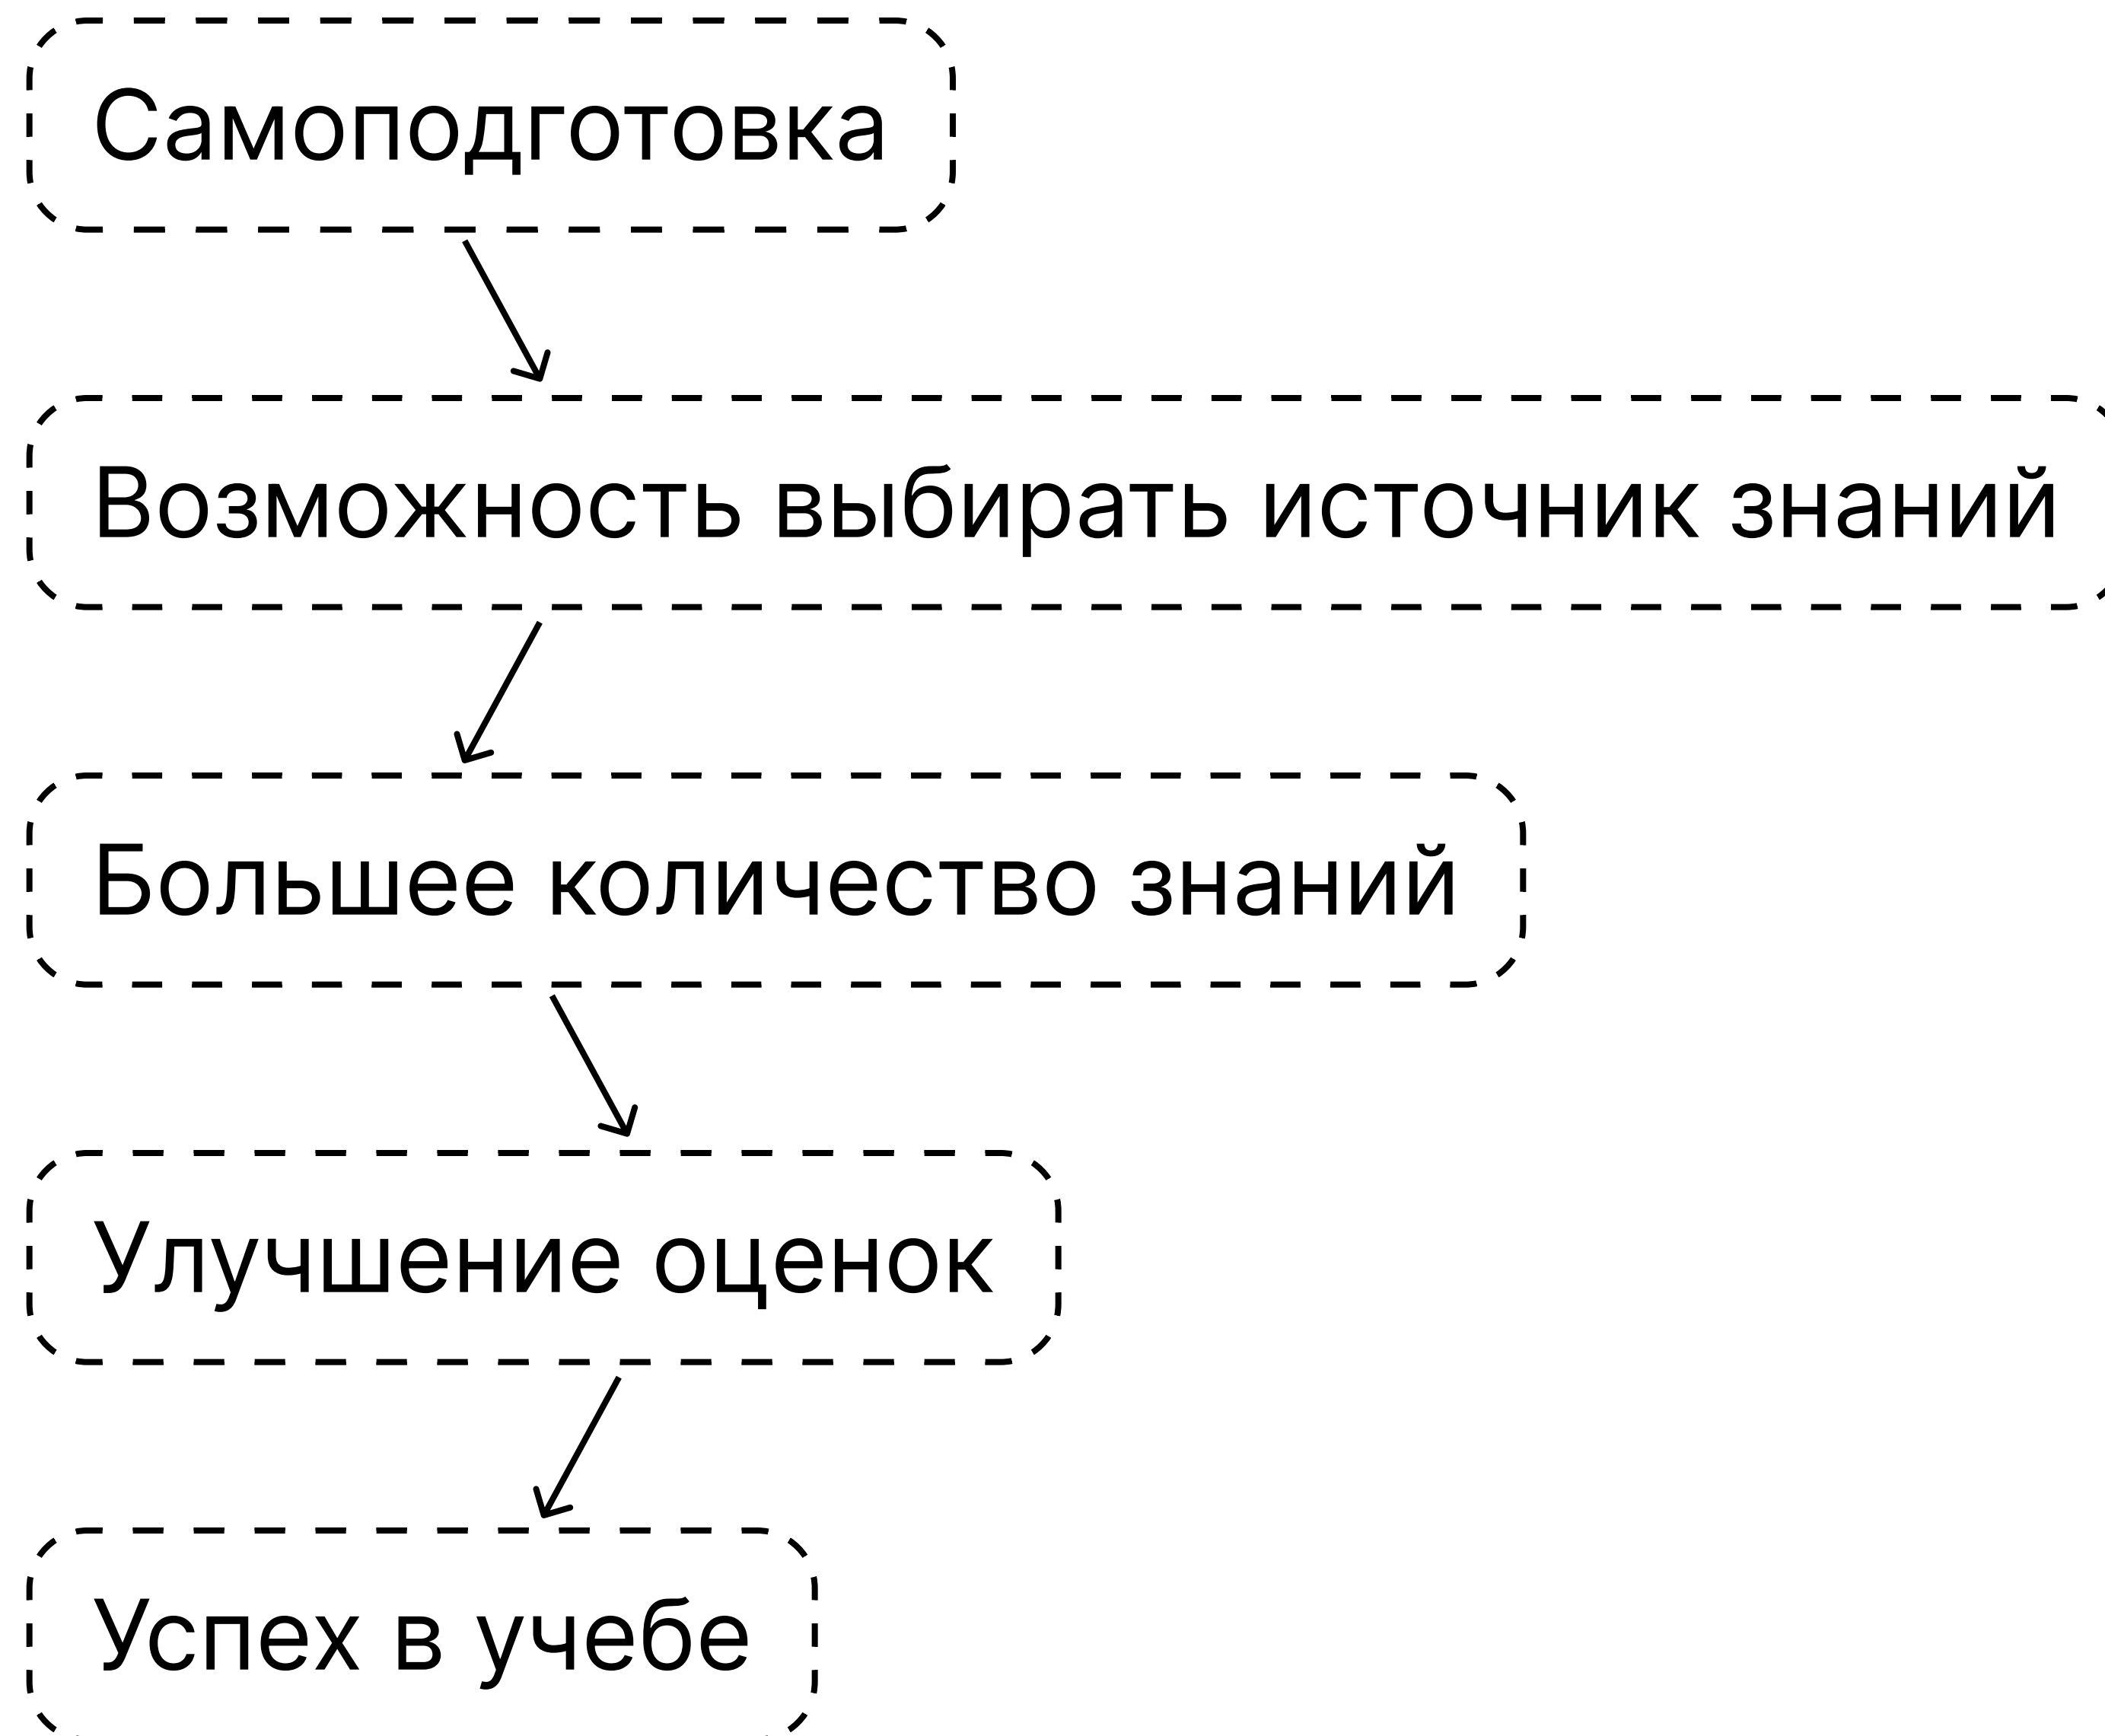 Самоподготовка
Возможность выбирать источник знаний
Большее количество знаний
Улучшение оценок
Успех в учебе